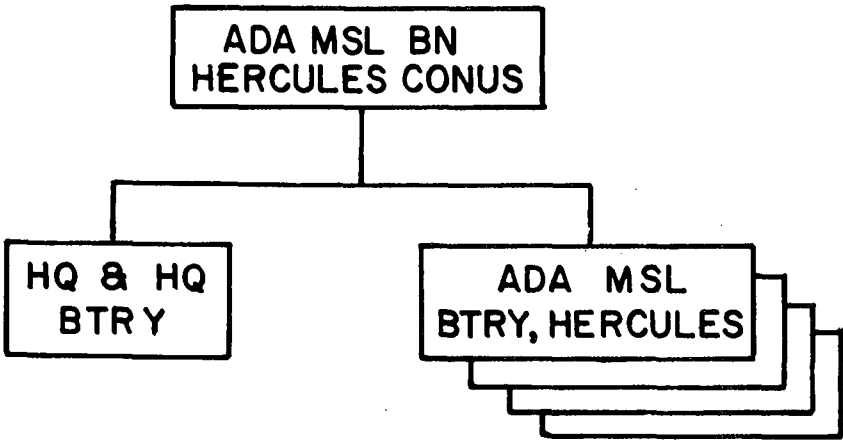 ADA MSL BN
HERCULES CONUS
HQ & HQ
BTRY
ADA MSL
BTRY, HERCULES